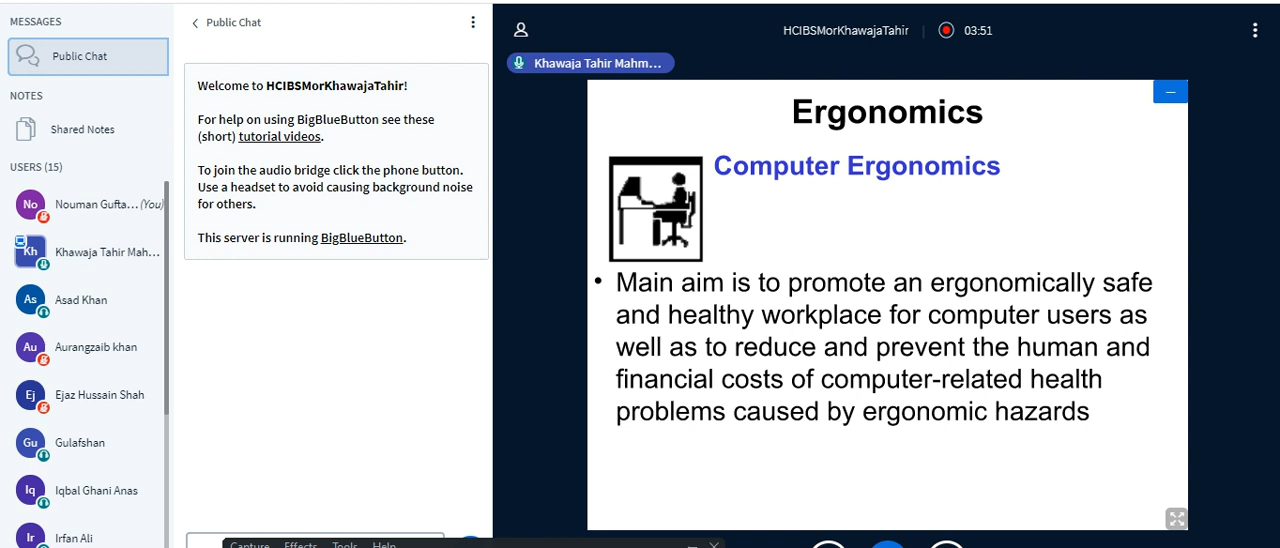 MESSAGES
Public Chat
NOTES
Shared Notes
USERS (15)
No
Nouman Gufta... (You)
Kh
Khawaja Tahir Mah...
As
Asad Khan
Au
Aurangzaib khan
Ej
Ejaz Hussain Shah
Gu
Gulafshan
Iq
Iqbal Ghani Anas
Ir
Irfan Ali
Public Chat
Welcome to HCIBSMorKhawajaTahir!
For help on using BigBlueButton see these
(short) tutorial videos.
To join the audio bridge click the phone button.
Use a headset to avoid causing background noise
for others.
This server is running BigBlueButton.
Capture Effects Tools Help
HCIBSMorKhawajaTahir
03:51
Khawaja Tahir Mahm...
Ergonomics
Computer Ergonomics
• Main aim is to promote an ergonomically safe
and healthy workplace for computer users as
well as to reduce and prevent the human and
financial costs of computer-related health
problems caused by ergonomic hazards